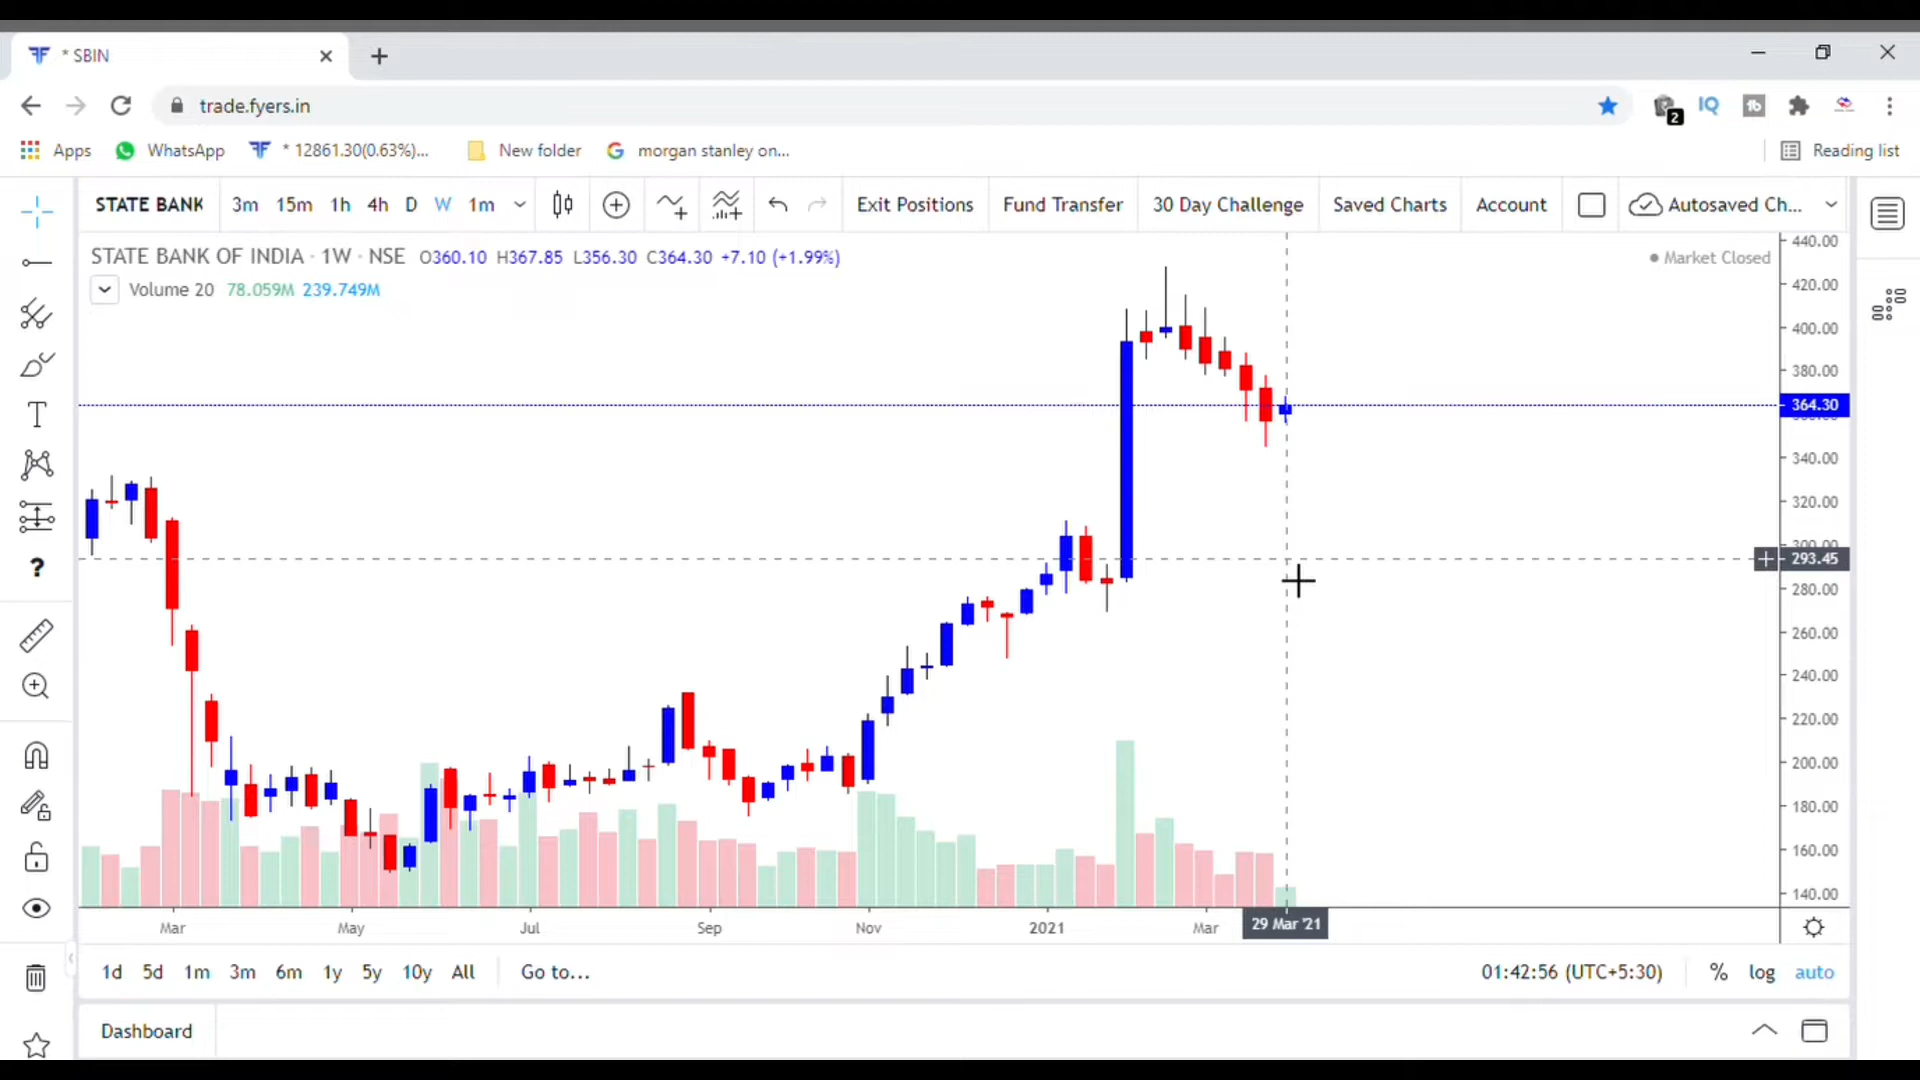 * SBIN
trade.fyers.in
2
IQ
tb
Apps WhatsApp * 12861.30(0.63%)... New folder morgan stanley on... Reading list
STATE BANK 3m 15m 1h 4h D W 1m Exit Positions Fund Transfer 30 Day Challenge Saved Charts Account Autosaved Ch...
STATE BANK OF INDIA · 1W · NSE O360.10 H367.85 L356.30 C364.30 +7.10 (+1.99%)
Market Closed
Volume 20 78.059M 239.749M
440.00
420.00
400.00
380.00
364.30
340.00
320.00
300.00
293.45
280.00
260.00
240.00
220.00
200.00
180.00
160.00
140.00
Mar May Jul Sep Nov 2021 Mar 29 Mar '21
1d 5d 1m 3m 6m 1y 5y 10y All Go to... 01:42:56 (UTC+5:30) % log auto
Dashboard